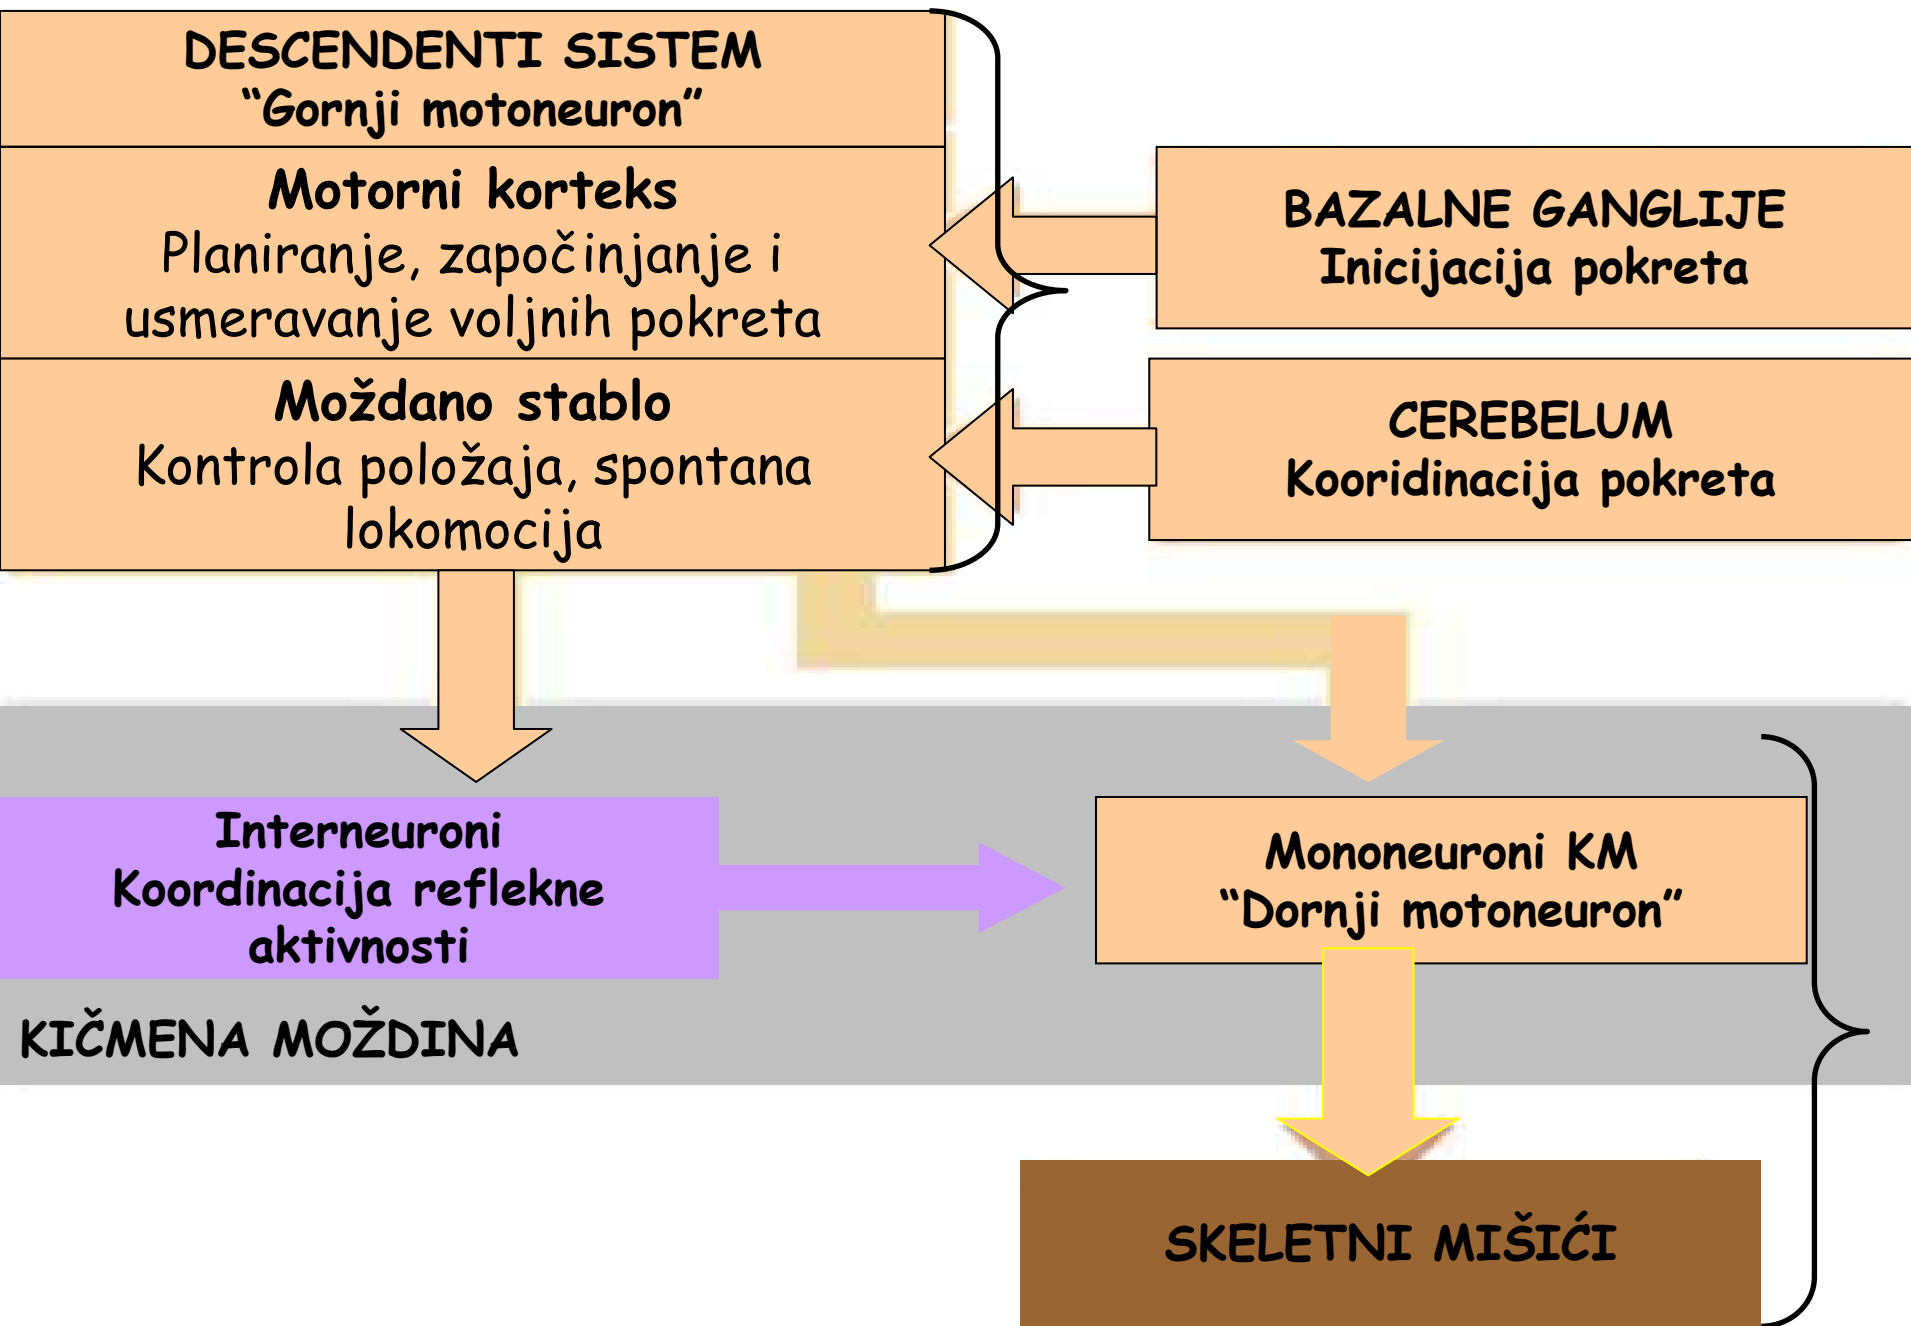 DESCENDENTI SISTEM
“Gornji motoneuron”
Motorni korteks
Planiranje, započinjanje i
usmeravanje voljnih pokreta
Moždano stablo
Kontrola položaja, spontana
lokomocija
BAZALNE GANGLIJE
Inicijacija pokreta
CEREBELUM
Kooridinacija pokreta
Interneuroni
Koordinacija reflekne
aktivnosti
Mononeuroni KM
“Dornji motoneuron”
KIČMENA MOŽDINA
SKELETNI MIŠIĆI